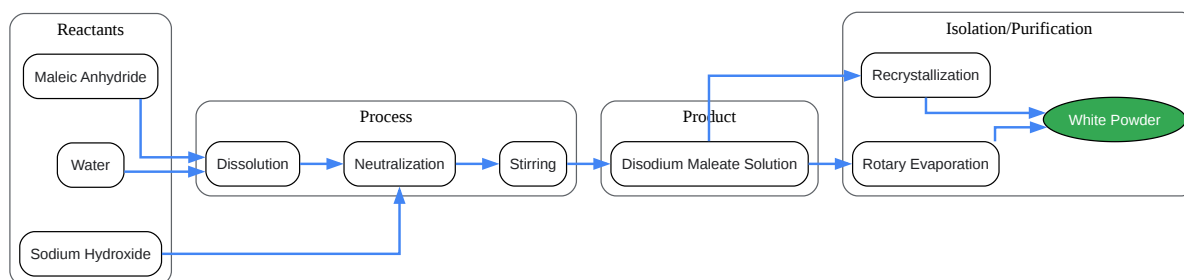 Reactants
Maleic Anhydride
Water
Sodium Hydroxide
Process
Dissolution
Neutralization
Stirring
Product
Disodium Maleate Solution
Isolation/Purification
Recrystallization
Rotary Evaporation
White Powder